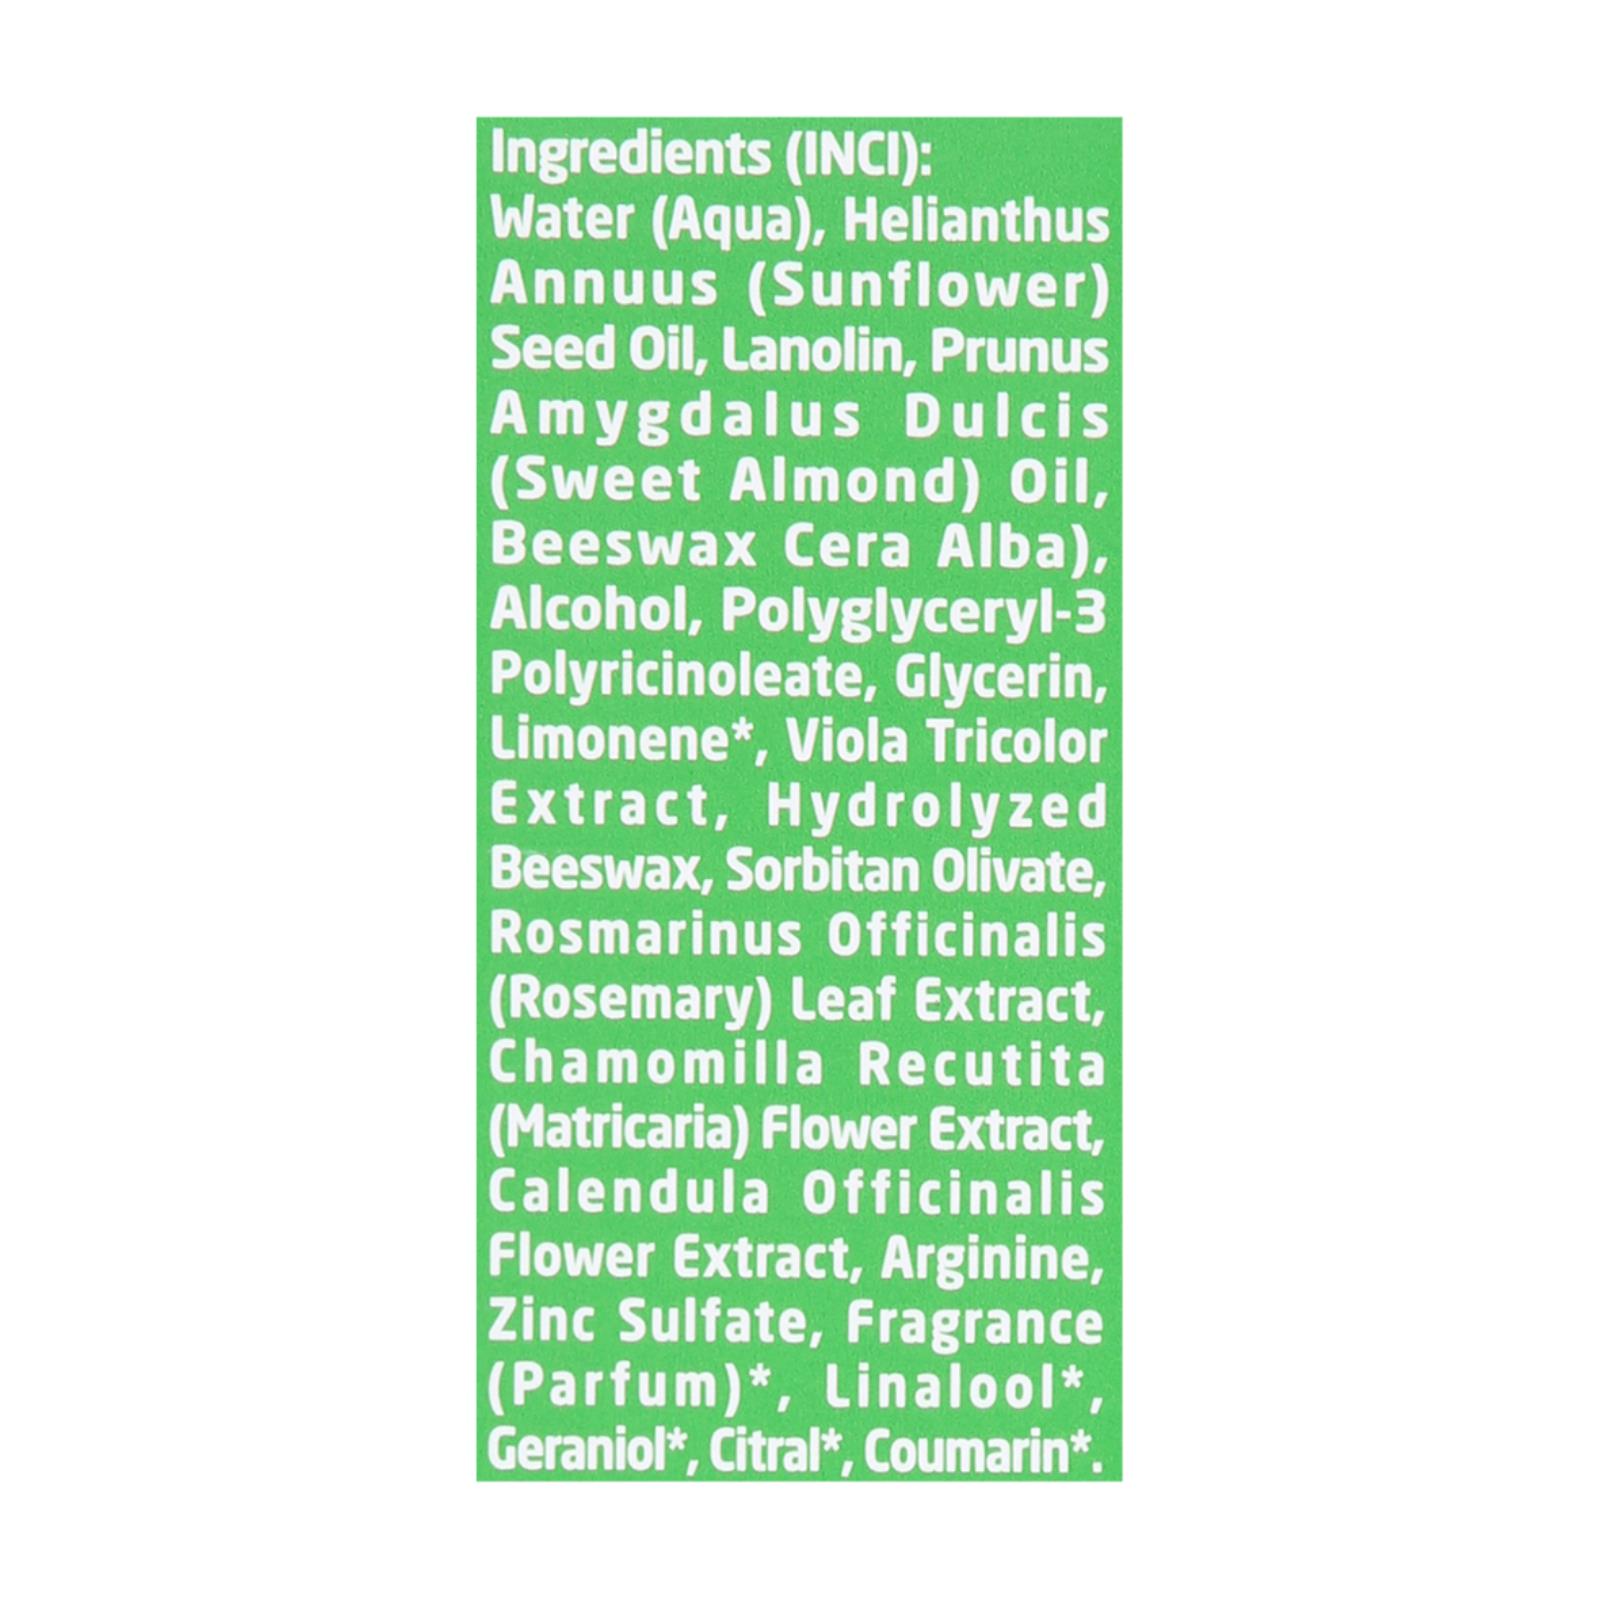 Ingredients (INCI):
Water (Aqua), Helianthus
Annuus (Sunflower)
Seed Oil, Lanolin, Prunus
Amygdalus Dulcis
(Sweet Almond) Oil,
Beeswax Cera Alba),
Alcohol, Polyglyceryl-3
Polyricinoleate, Glycerin,
Limonene*, Viola Tricolor
Extract, Hydrolyzed
Beeswax, Sorbitan Olivate,
Rosmarinus Officinalis
(Rosemary) Leaf Extract,
Chamomilla Recutita
(Matricaria) Flower Extract,
Calendula Officinalis
Flower Extract, Arginine,
Zinc Sulfate, Fragrance
(Parfum)*, Linalool*,
Geraniol*, Citral*, Coumarin*.